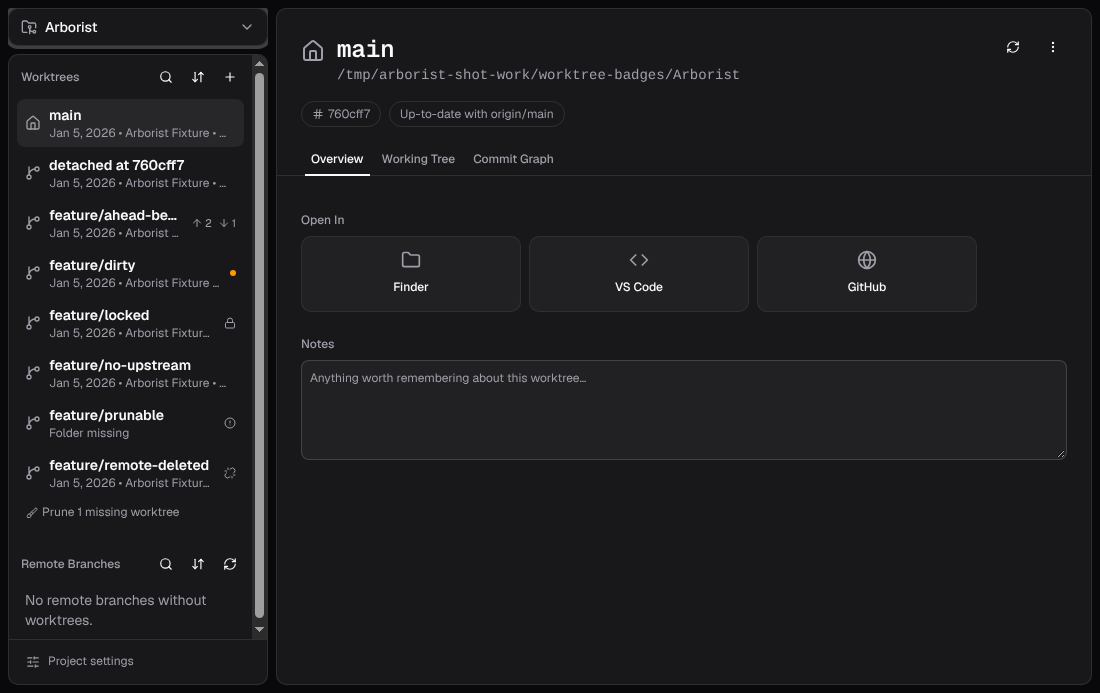 Arborist
Worktrees
main
Jan 5, 2026 • Arborist Fixture • ...
detached at 760cff7
Jan 5, 2026 • Arborist Fixture • ...
feature/ahead-be...
↑ 2 ↓ 1
Jan 5, 2026 • Arborist ...
feature/dirty
Jan 5, 2026 • Arborist Fixture ...
feature/locked
Jan 5, 2026 • Arborist Fixtur...
feature/no-upstream
Jan 5, 2026 • Arborist Fixture • ...
feature/prunable
Folder missing
feature/remote-deleted
Jan 5, 2026 • Arborist Fixtur...
Prune 1 missing worktree
Remote Branches
No remote branches without
worktrees.
Project settings
main
/tmp/arborist-shot-work/worktree-badges/Arborist
# 760cff7
Up-to-date with origin/main
Overview
Working Tree
Commit Graph
Open In
Finder
VS Code
GitHub
Notes
Anything worth remembering about this worktree...